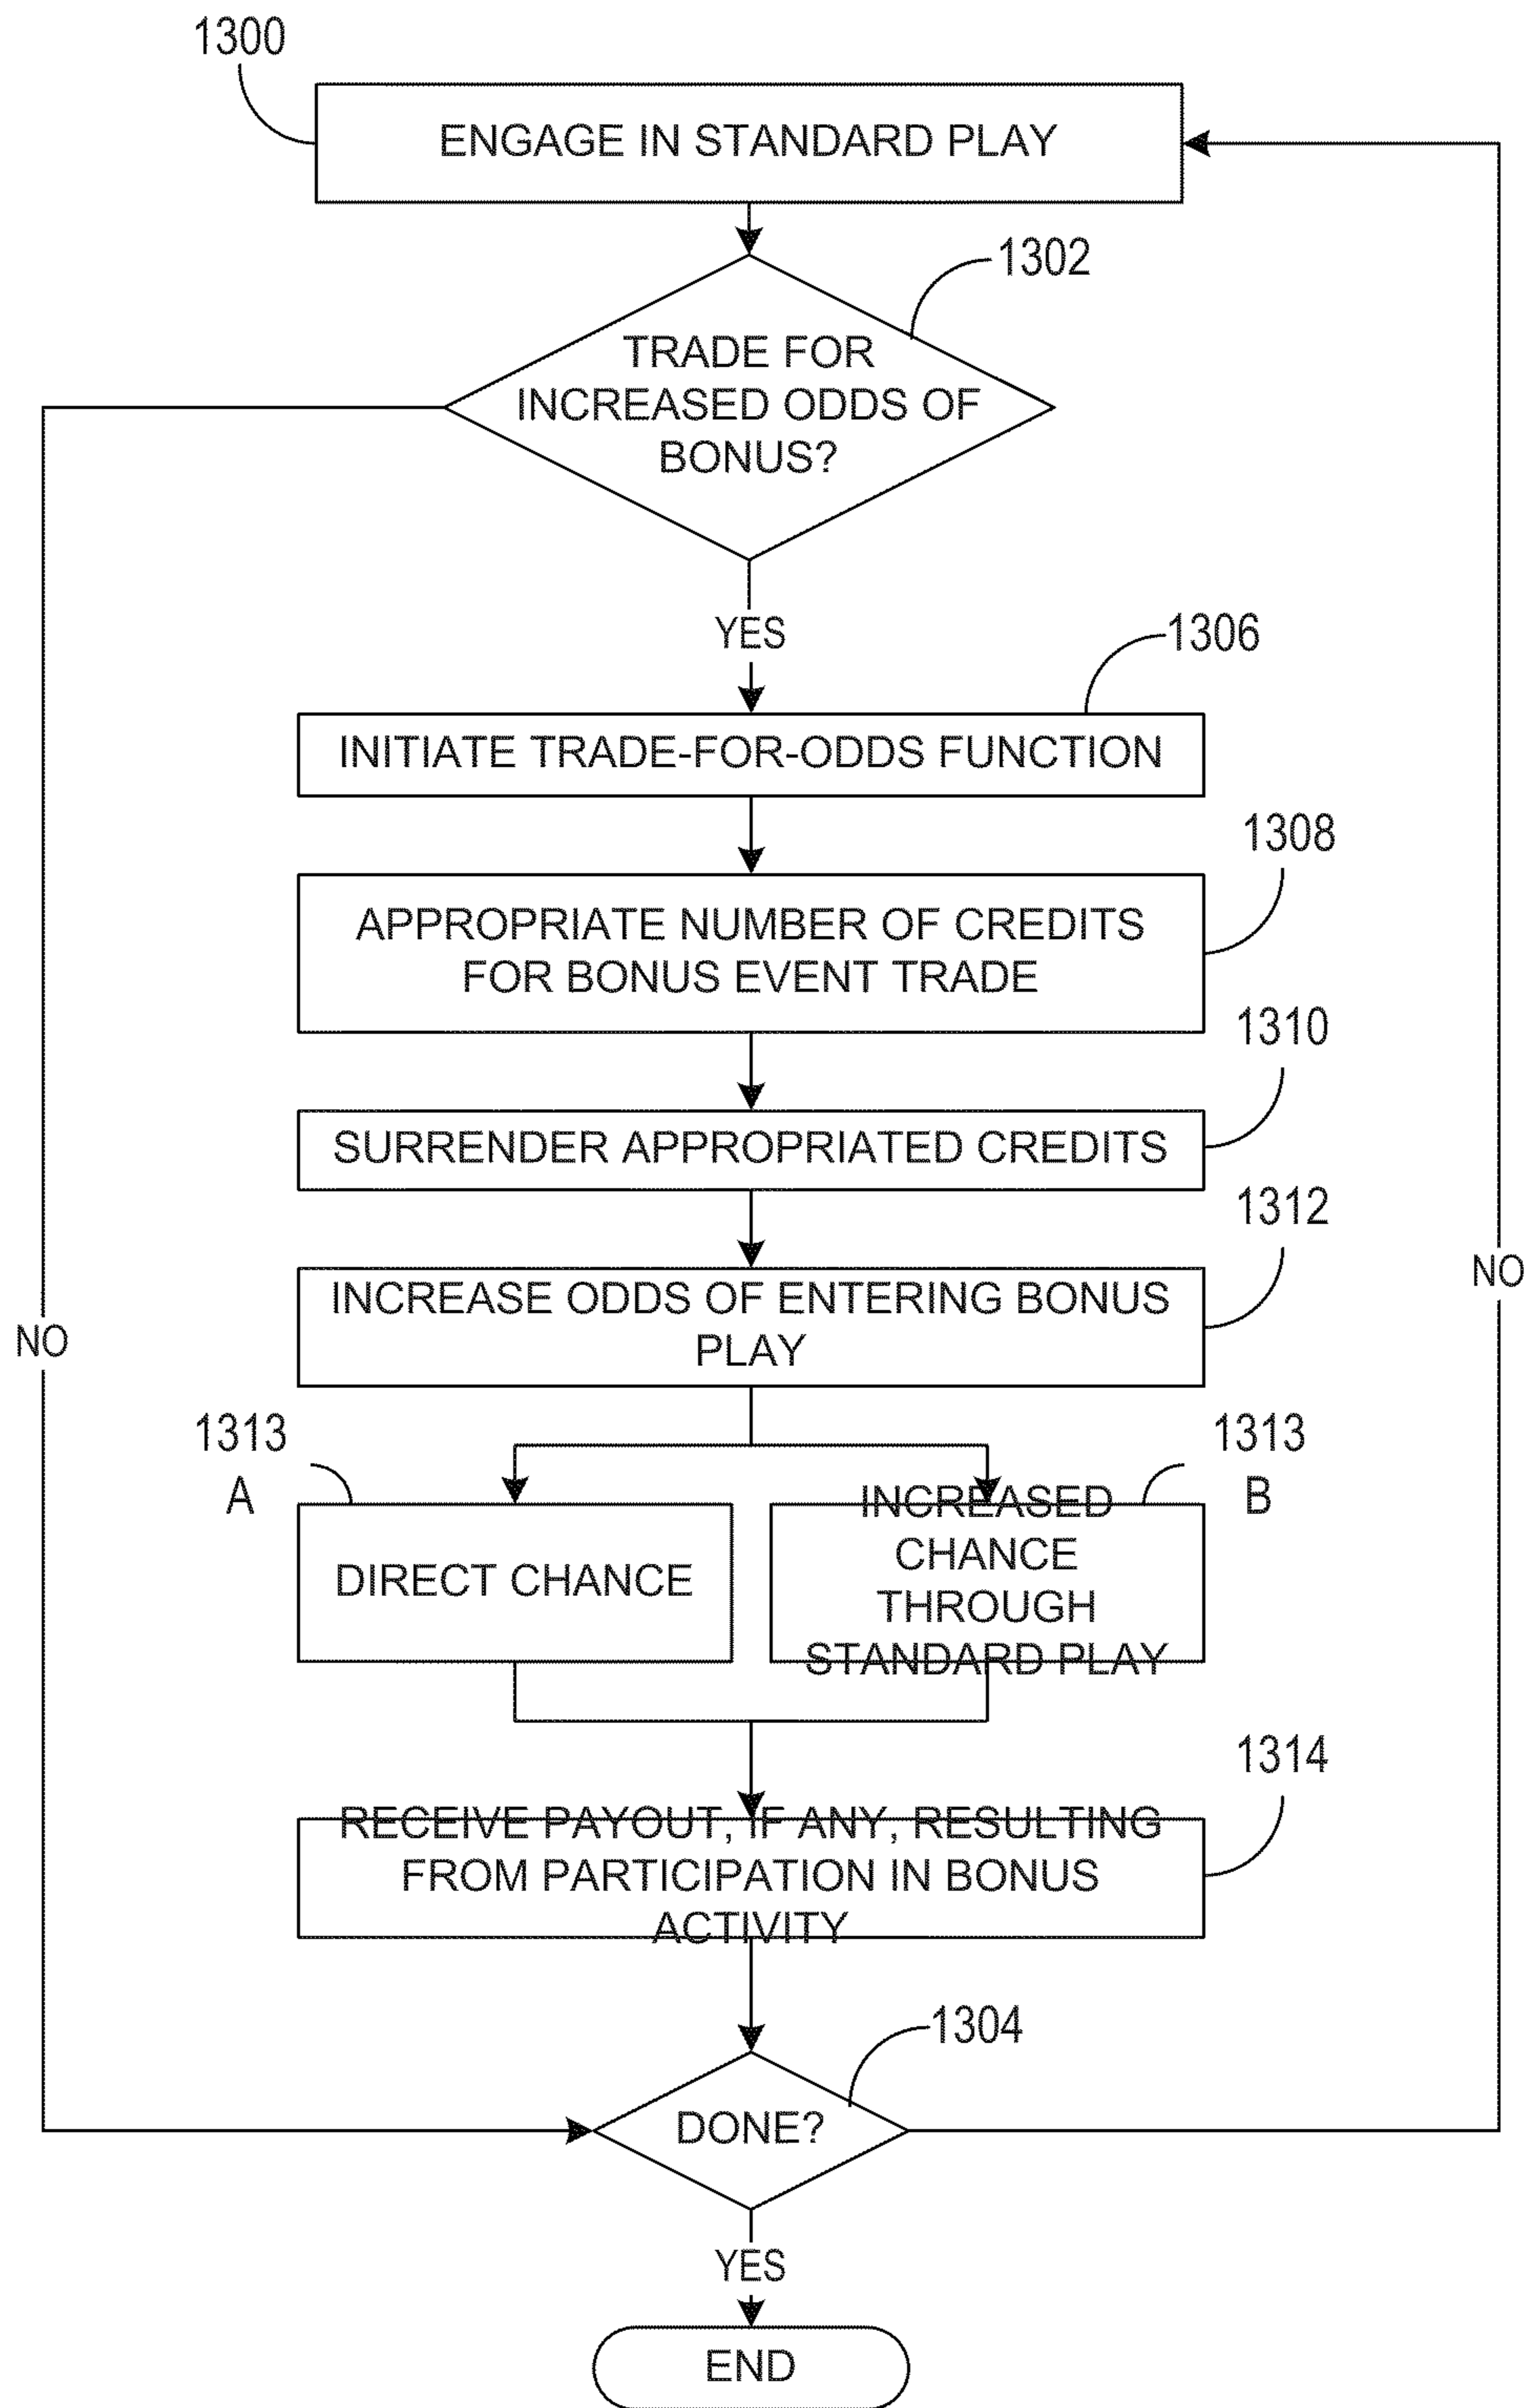 1300
ENGAGE IN STANDARD PLAY
1302
TRADE FOR
INCREASED ODDS OF
BONUS?
YES
1306
INITIATE TRADE-FOR-ODDS FUNCTION
1308
APPROPRIATE NUMBER OF CREDITS
FOR BONUS EVENT TRADE
1310
SURRENDER APPROPRIATED CREDITS
1312
INCREASE ODDS OF ENTERING BONUS
PLAY
NO
NO
1313
A
DIRECT CHANCE
1313
B
INCREASED
CHANCE
THROUGH
STANDARD PLAY
1314
RECEIVE PAYOUT, IF ANY, RESULTING
FROM PARTICIPATION IN BONUS
ACTIVITY
1304
DONE?
YES
END